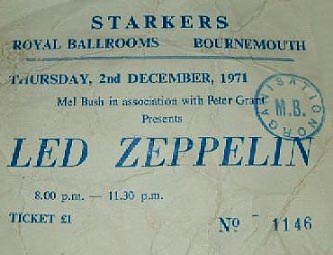 STARKERS
ROYAL BALLROOMS BOURNEMOUTH
THURSDAY, 2nd DECEMBER, 1971
Mel Bush in association with Peter Grant
Presents
ORGANISATION
M.B.
LED ZEPPELIN
8.00 p.m. — 11.30 p.m.
TICKET £1
No 1146